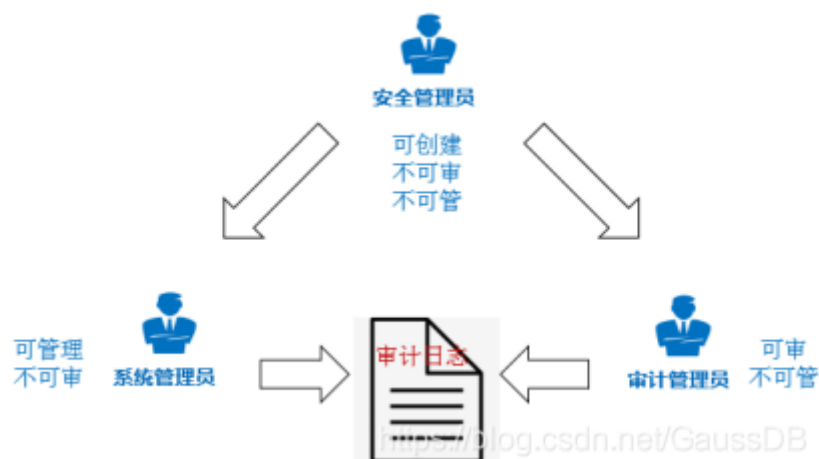 安全管理员
可创建
不可审
不可管
可管理
不可审
系统管理员
审计日志
审计管理员
可审
不可管
https://blog.csdn.net/GaussDB